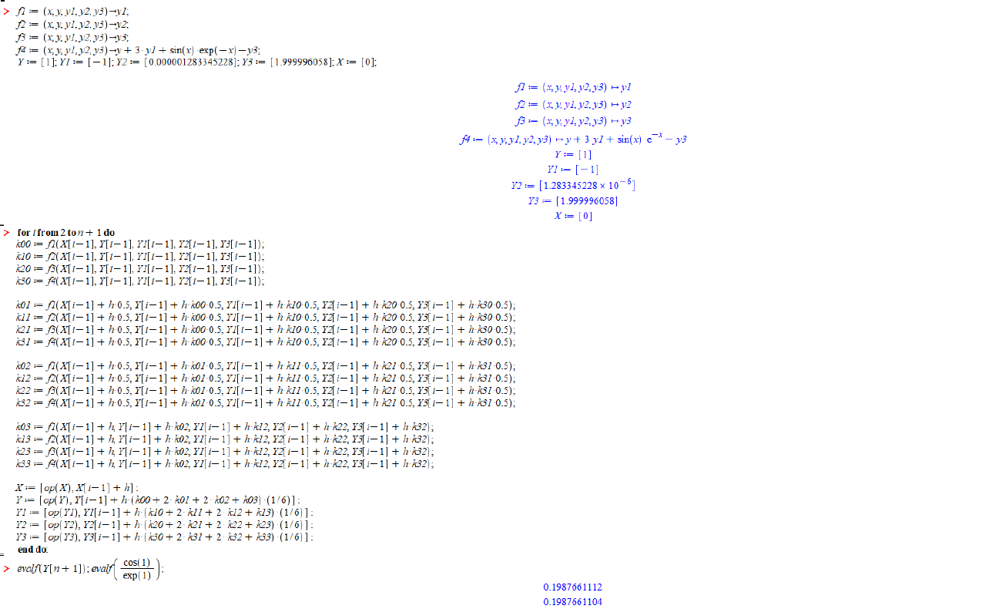 > f1 := (x, y, y1, y2, y3)→y1;
f2 := (x, y, y1, y2, y3)→y2;
f3 := (x, y, y1, y2, y3)→y3;
f4 := (x, y, y1, y2, y3)→y + 3·y1 + sin(x)·exp(−x)−y3;
Y := [1]; Y1 := [−1]; Y2 := [0.000001283345228]; Y3 := [1.999996058]; X := [0];
f1 := (x, y, y1, y2, y3) ↦ y1
f2 := (x, y, y1, y2, y3) ↦ y2
f3 := (x, y, y1, y2, y3) ↦ y3
f4 := (x, y, y1, y2, y3) ↦ y + 3 y1 + sin(x) e^−x − y3
Y := [1]
Y1 := [−1]
Y2 := [1.283345228 × 10^−6]
Y3 := [1.999996058]
X := [0]
> for i from 2 to n + 1 do
k00 := f1(X[i−1], Y[i−1], Y1[i−1], Y2[i−1], Y3[i−1]);
k10 := f2(X[i−1], Y[i−1], Y1[i−1], Y2[i−1], Y3[i−1]);
k20 := f3(X[i−1], Y[i−1], Y1[i−1], Y2[i−1], Y3[i−1]);
k30 := f4(X[i−1], Y[i−1], Y1[i−1], Y2[i−1], Y3[i−1]);
k01 := f1(X[i−1] + h·0.5, Y[i−1] + h·k00·0.5, Y1[i−1] + h·k10·0.5, Y2[i−1] + h·k20·0.5, Y3[i−1] + h·k30·0.5);
k11 := f2(X[i−1] + h·0.5, Y[i−1] + h·k00·0.5, Y1[i−1] + h·k10·0.5, Y2[i−1] + h·k20·0.5, Y3[i−1] + h·k30·0.5);
k21 := f3(X[i−1] + h·0.5, Y[i−1] + h·k00·0.5, Y1[i−1] + h·k10·0.5, Y2[i−1] + h·k20·0.5, Y3[i−1] + h·k30·0.5);
k31 := f4(X[i−1] + h·0.5, Y[i−1] + h·k00·0.5, Y1[i−1] + h·k10·0.5, Y2[i−1] + h·k20·0.5, Y3[i−1] + h·k30·0.5);
k02 := f1(X[i−1] + h·0.5, Y[i−1] + h·k01·0.5, Y1[i−1] + h·k11·0.5, Y2[i−1] + h·k21·0.5, Y3[i−1] + h·k31·0.5);
k12 := f2(X[i−1] + h·0.5, Y[i−1] + h·k01·0.5, Y1[i−1] + h·k11·0.5, Y2[i−1] + h·k21·0.5, Y3[i−1] + h·k31·0.5);
k22 := f3(X[i−1] + h·0.5, Y[i−1] + h·k01·0.5, Y1[i−1] + h·k11·0.5, Y2[i−1] + h·k21·0.5, Y3[i−1] + h·k31·0.5);
k32 := f4(X[i−1] + h·0.5, Y[i−1] + h·k01·0.5, Y1[i−1] + h·k11·0.5, Y2[i−1] + h·k21·0.5, Y3[i−1] + h·k31·0.5);
k03 := f1(X[i−1] + h, Y[i−1] + h·k02, Y1[i−1] + h·k12, Y2[i−1] + h·k22, Y3[i−1] + h·k32);
k13 := f2(X[i−1] + h, Y[i−1] + h·k02, Y1[i−1] + h·k12, Y2[i−1] + h·k22, Y3[i−1] + h·k32);
k23 := f3(X[i−1] + h, Y[i−1] + h·k02, Y1[i−1] + h·k12, Y2[i−1] + h·k22, Y3[i−1] + h·k32);
k33 := f4(X[i−1] + h, Y[i−1] + h·k02, Y1[i−1] + h·k12, Y2[i−1] + h·k22, Y3[i−1] + h·k32);
X := [op(X), X[i−1] + h]:
Y := [op(Y), Y[i−1] + h·(k00 + 2·k01 + 2·k02 + k03)·(1/6)]:
Y1 := [op(Y1), Y1[i−1] + h·(k10 + 2·k11 + 2·k12 + k13)·(1/6)]:
Y2 := [op(Y2), Y2[i−1] + h·(k20 + 2·k21 + 2·k22 + k23)·(1/6)]:
Y3 := [op(Y3), Y3[i−1] + h·(k30 + 2·k31 + 2·k32 + k33)·(1/6)]:
end do:
> evalf(Y[n + 1]); evalf(cos(1)/exp(1));
0.1987661112
0.1987661104